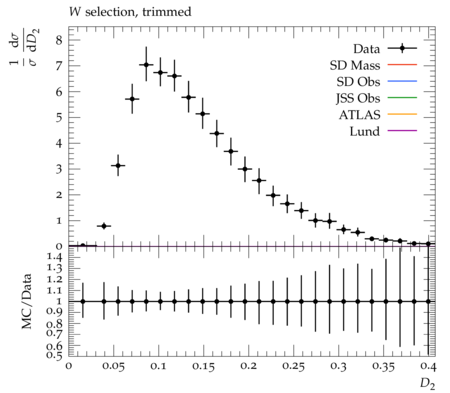 W selection, trimmed
1/σ dσ/dD₂
8
7
6
5
4
3
2
1
0
Data
SD Mass
SD Obs
JSS Obs
ATLAS
Lund
MC/Data
1.4
1.3
1.2
1.1
1
0.9
0.8
0.7
0.6
0.5
0 0.05 0.1 0.15 0.2 0.25 0.3 0.35 0.4
D₂